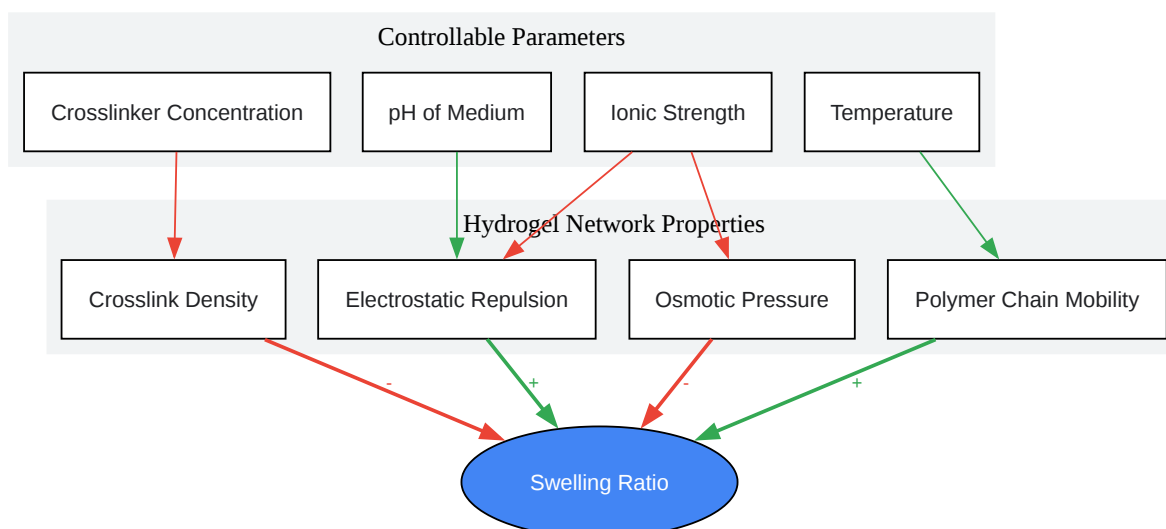 Controllable Parameters
Crosslinker Concentration
pH of Medium
Ionic Strength
Temperature
Hydrogel Network Properties
Crosslink Density
Electrostatic Repulsion
Osmotic Pressure
Polymer Chain Mobility
-
+
-
+
Swelling Ratio